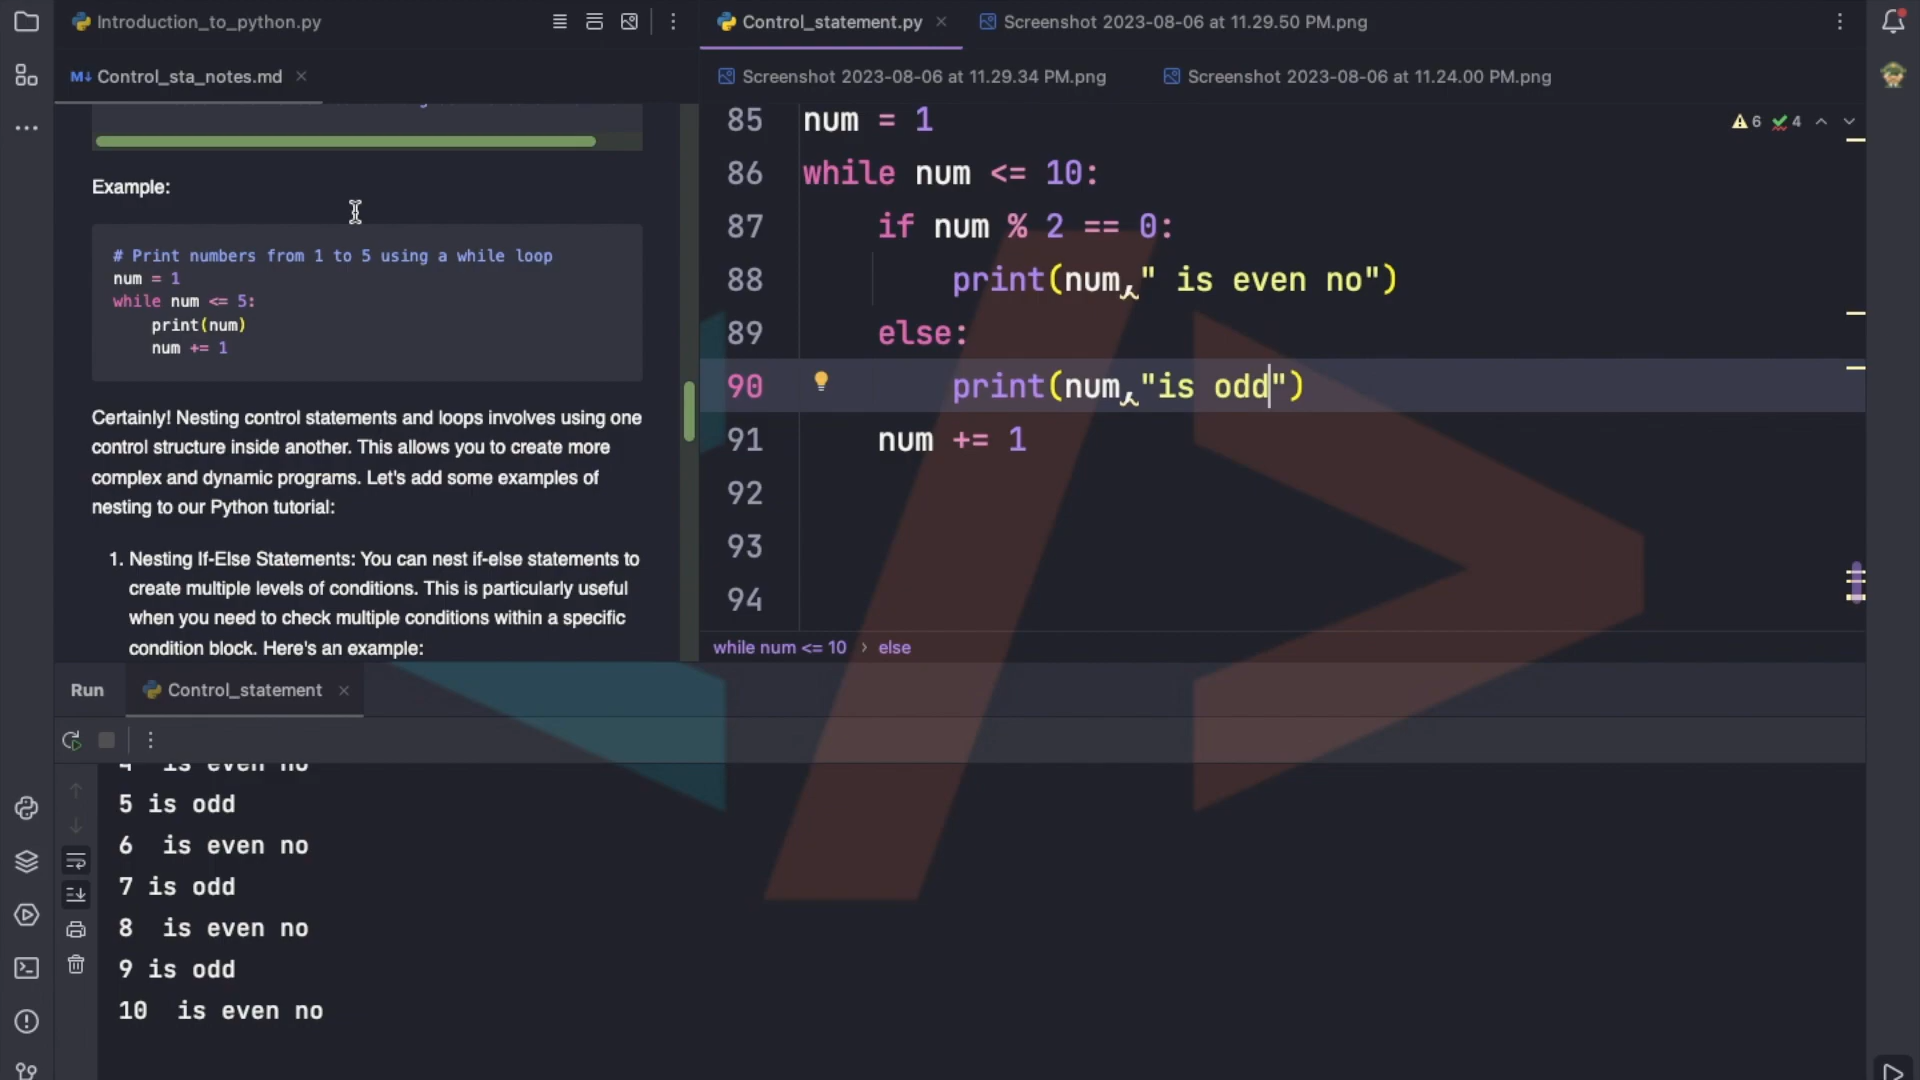 Introduction_to_python.py
Control_statement.py
Screenshot 2023-08-06 at 11.29.50 PM.png
M↓ Control_sta_notes.md
Screenshot 2023-08-06 at 11.29.34 PM.png
Screenshot 2023-08-06 at 11.24.00 PM.png
Example:
# Print numbers from 1 to 5 using a while loop
num = 1
while num <= 5:
    print(num)
    num += 1
Certainly! Nesting control statements and loops involves using one
control structure inside another. This allows you to create more
complex and dynamic programs. Let's add some examples of
nesting to our Python tutorial:
1. Nesting If-Else Statements: You can nest if-else statements to
create multiple levels of conditions. This is particularly useful
when you need to check multiple conditions within a specific
condition block. Here's an example:
6 4
85 num = 1
86 while num <= 10:
87     if num % 2 == 0:
88         print(num," is even no")
89     else:
90         print(num,"is odd")
91     num += 1
92
93
94
while num <= 10 › else
Run
Control_statement
4  is even no
5 is odd
6  is even no
7 is odd
8  is even no
9 is odd
10  is even no